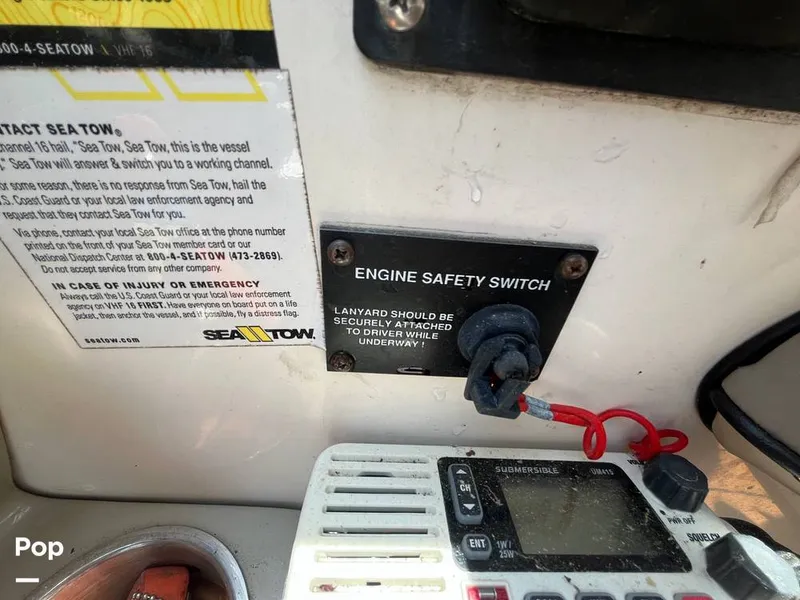 00-4-SEATOW \ VHF 16
NTACT SEA TOW®
hannel 16 hail, "Sea Tow, Sea Tow, this is the vessel
" Sea Tow will answer & switch you to a working channel.
or some reason, there is no response from Sea Tow, hail the
.S. Coast Guard or your local law enforcement agency and
request that they contact Sea Tow for you.
Via phone, contact your local Sea Tow office at the phone number
printed on the front of your Sea Tow member card or our
National Dispatch Center at 800-4-SEATOW (473-2869).
Do not accept service from any other company.
IN CASE OF INJURY OR EMERGENCY
Always call the U.S. Coast Guard or your local law enforcement
agency on VHF 16 FIRST. Have everyone on board put on a life
jacket, then anchor the vessel, and if possible, fly a distress flag.
seatow.com
SEA TOW
ENGINE SAFETY SWITCH
LANYARD SHOULD BE
SECURELY ATTACHED
TO DRIVER WHILE
UNDERWAY !
SUBMERSIBLE UM415
CH
ENT
1W/
25W
PWR OFF
SQUELCH
Pop